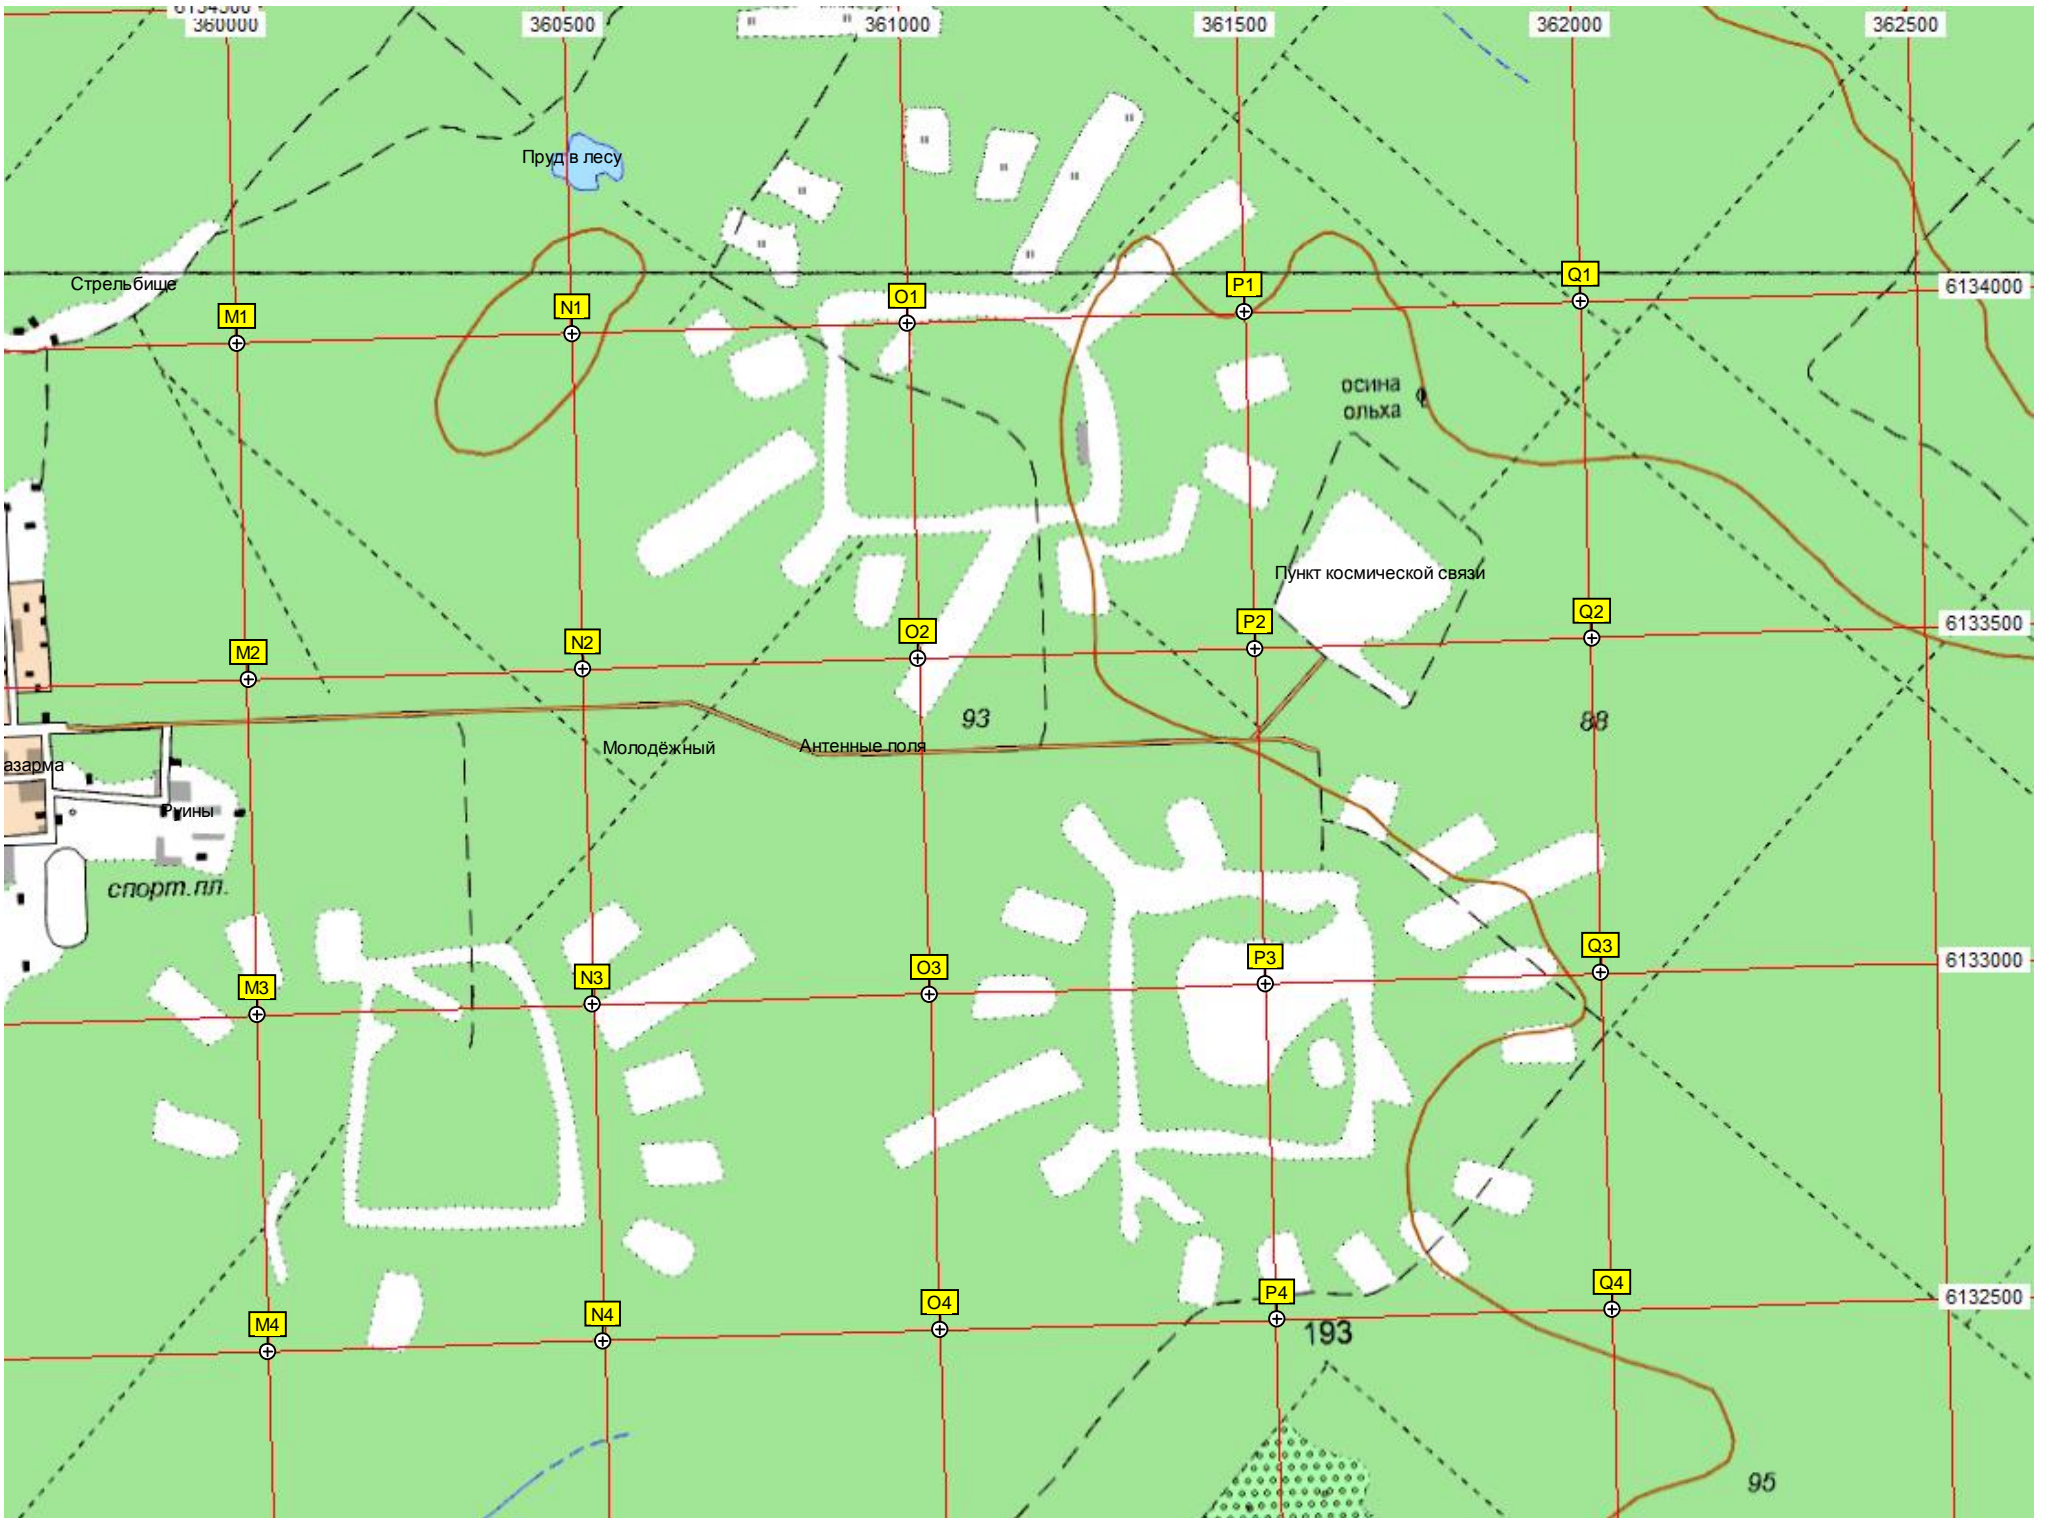 6134500
360000
360500
361000
361500
362000
362500
Пруд в лесу
Стрельбище
6134000
M1
N1
O1
P1
Q1
осина
ольха
Пункт космической связи
6133500
M2
N2
O2
P2
Q2
93
88
Молодёжный
Антенные поля
азарма
Руины
спорт.пл.
6133000
M3
N3
O3
P3
Q3
6132500
M4
N4
O4
P4
Q4
193
95